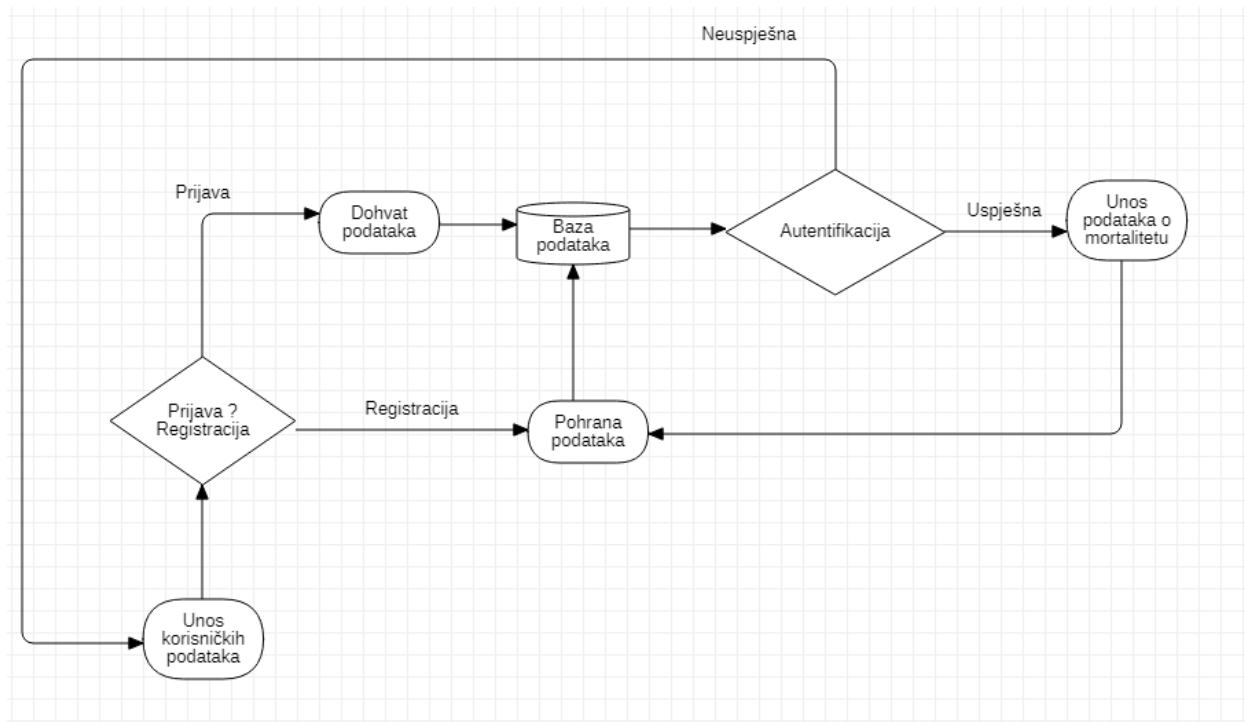 Neuspješna
Prijava
Dohvat
podataka
Baza
podataka
Autentifikacija
Uspješna
Unos
podataka o
mortalitetu
Prijava ?
Registracija
Registracija
Pohrana
podataka
Unos
korisničkih
podataka